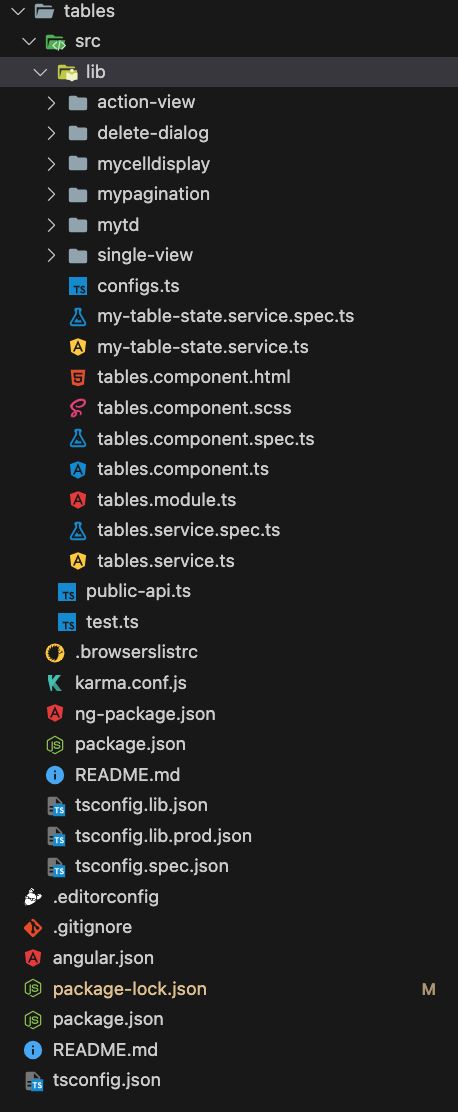 tables
src
lib
action-view
delete-dialog
mycelldisplay
mypagination
mytd
single-view
TS configs.ts
my-table-state.service.spec.ts
my-table-state.service.ts
tables.component.html
tables.component.scss
tables.component.spec.ts
tables.component.ts
tables.module.ts
tables.service.spec.ts
tables.service.ts
TS public-api.ts
TS test.ts
.browserslistrc
karma.conf.js
ng-package.json
package.json
README.md
TS tsconfig.lib.json
TS tsconfig.lib.prod.json
TS tsconfig.spec.json
.editorconfig
.gitignore
angular.json
package-lock.json M
package.json
README.md
TS tsconfig.json